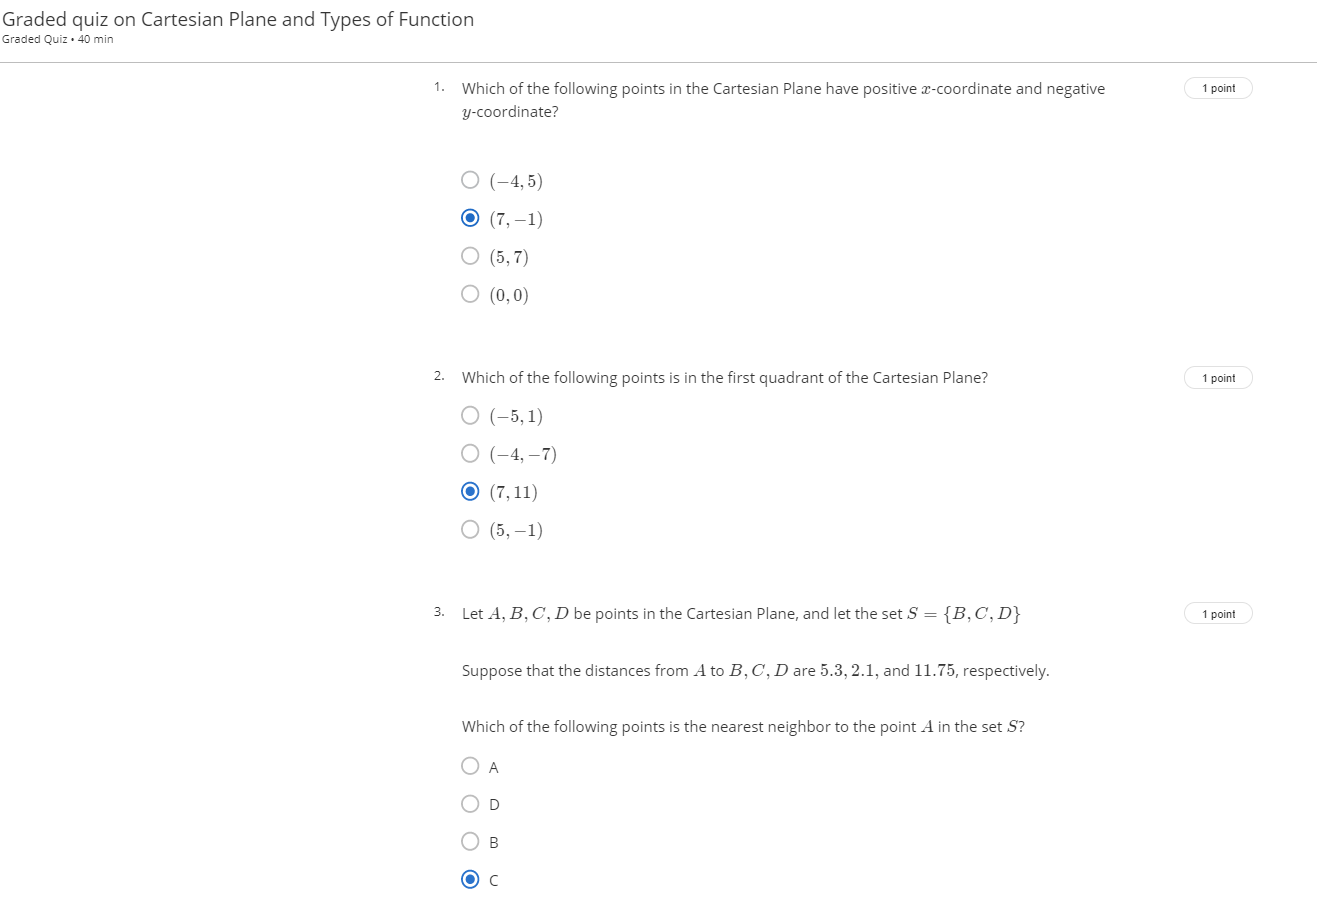 Graded quiz on Cartesian Plane and Types of Function
Graded Quiz • 40 min
1. Which of the following points in the Cartesian Plane have positive x-coordinate and negative
y-coordinate?
1 point
(−4, 5)
(7, −1)
(5, 7)
(0, 0)
2. Which of the following points is in the first quadrant of the Cartesian Plane?
1 point
(−5, 1)
(−4, −7)
(7, 11)
(5, −1)
3. Let A, B, C, D be points in the Cartesian Plane, and let the set S = {B, C, D}
1 point
Suppose that the distances from A to B, C, D are 5.3, 2.1, and 11.75, respectively.
Which of the following points is the nearest neighbor to the point A in the set S?
A
D
B
C